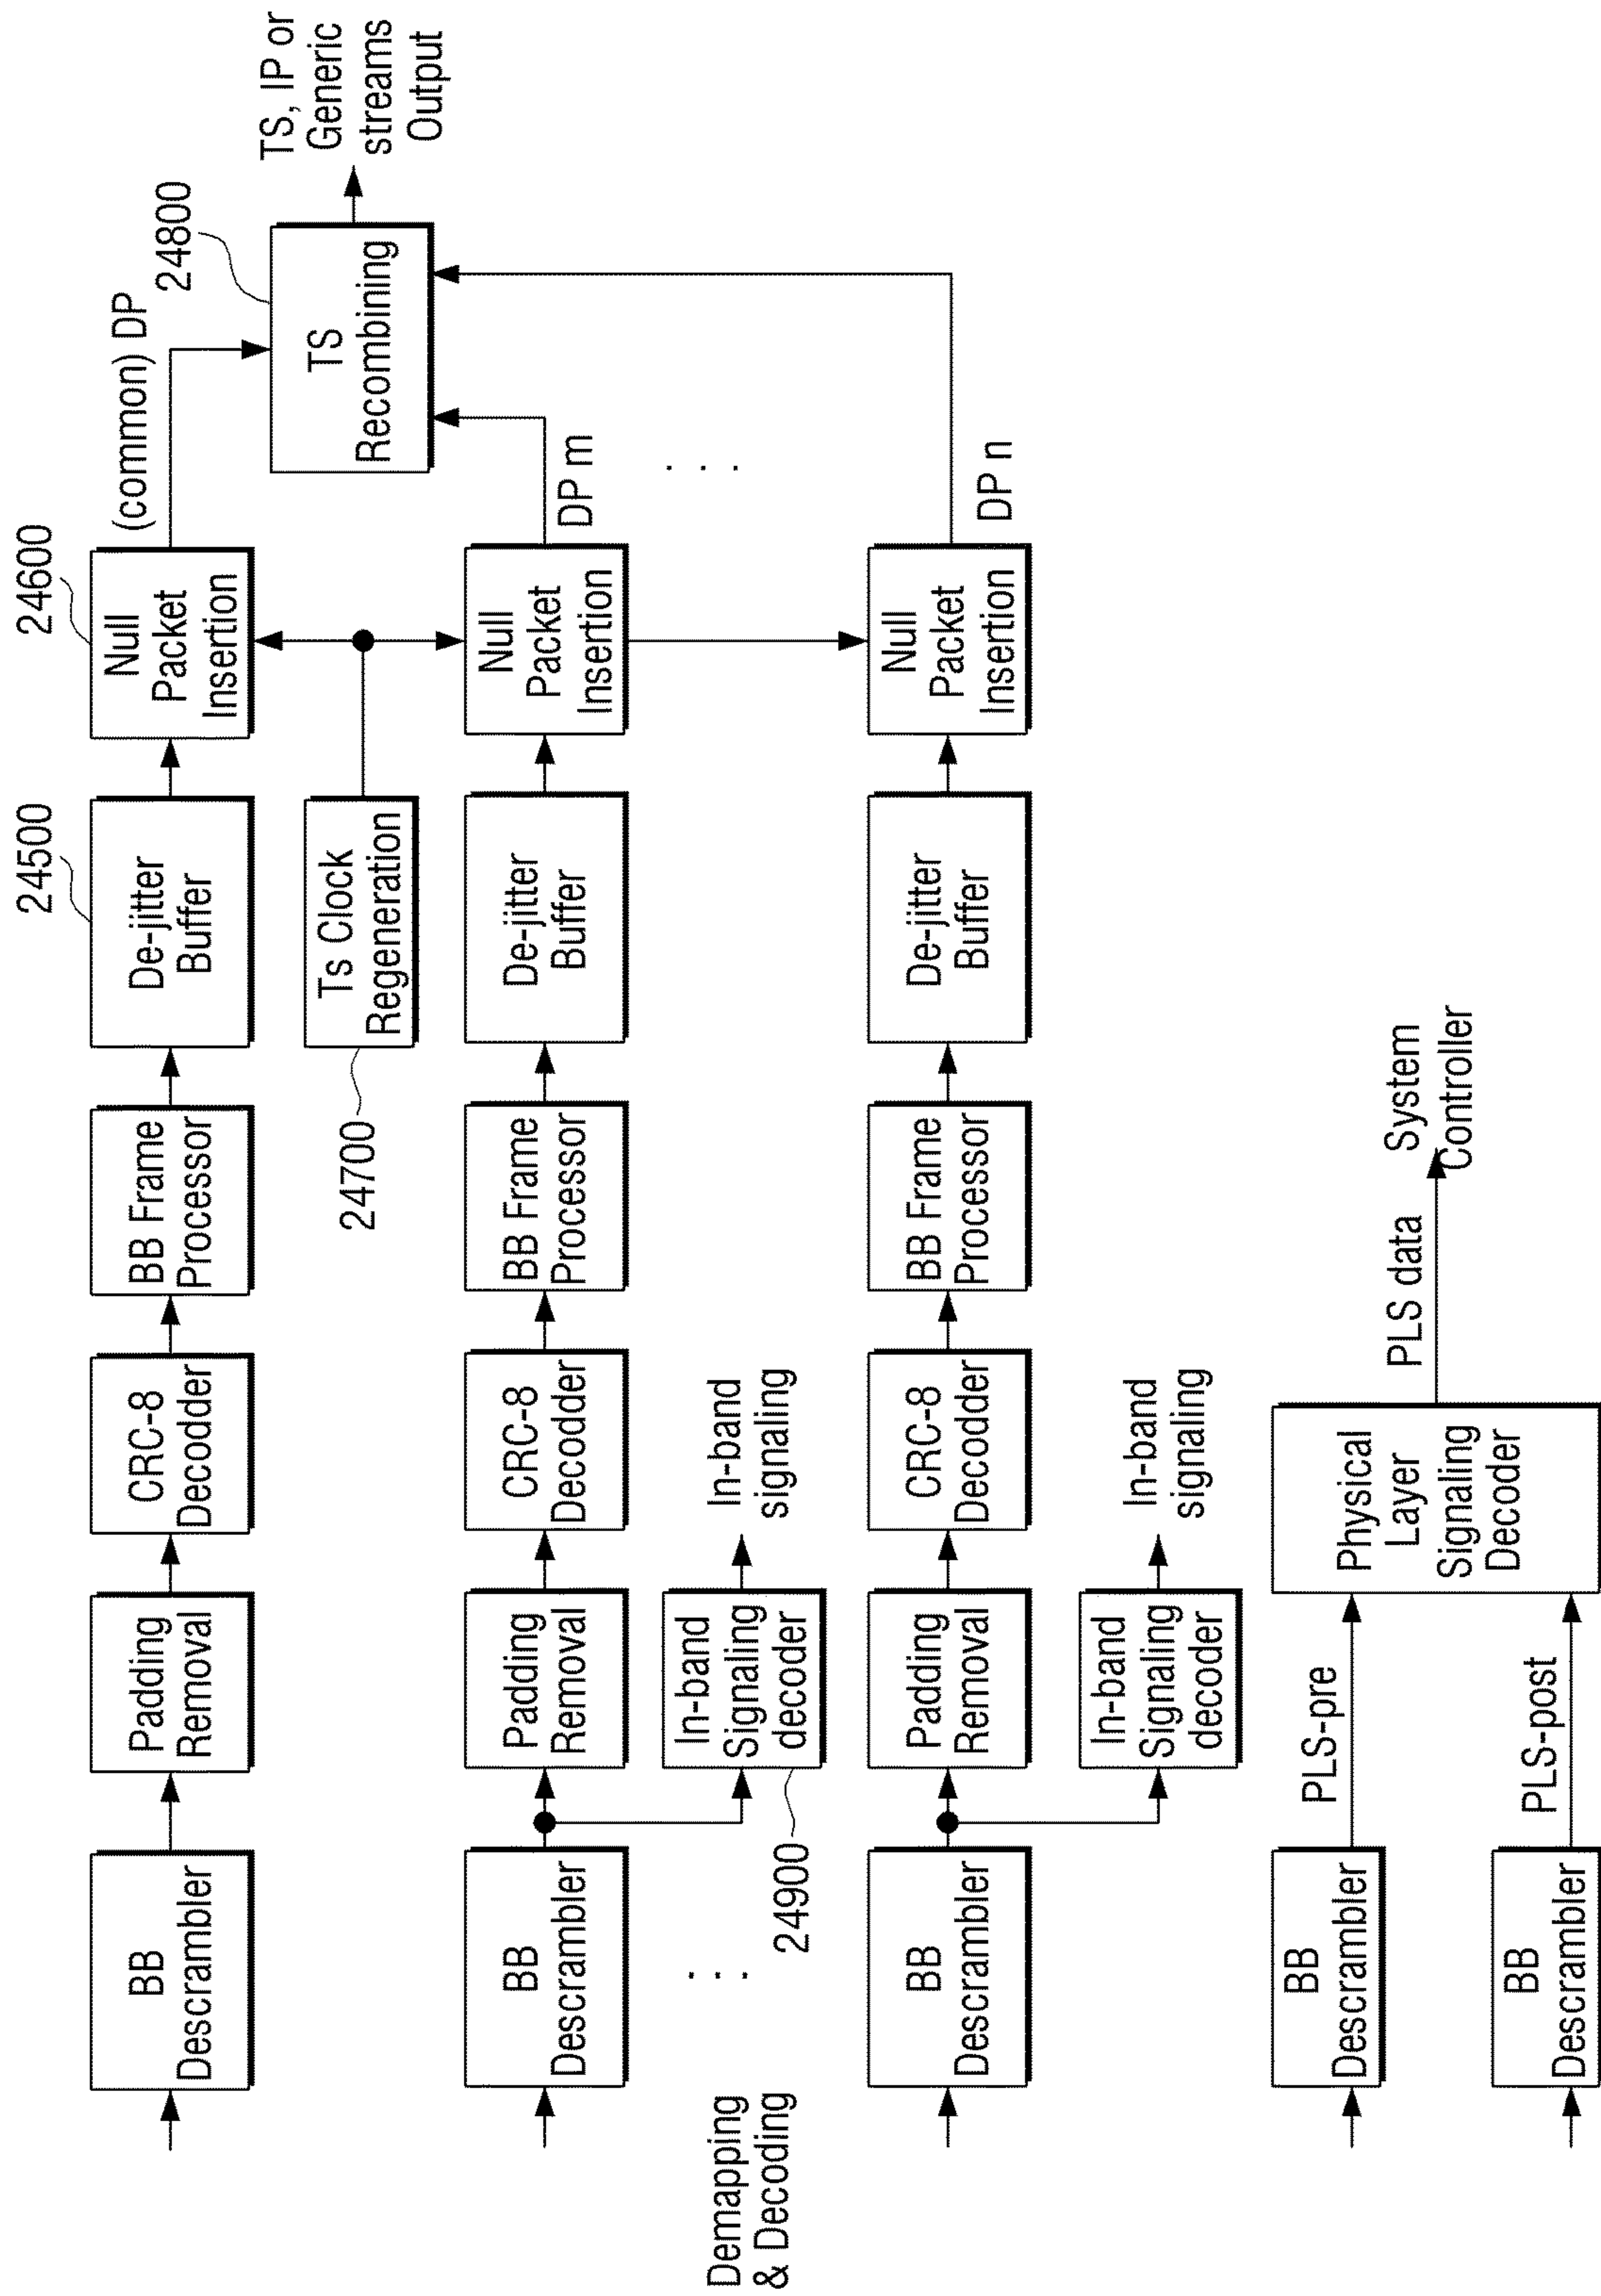 BB
Descrambler
Padding
Removal
CRC-8
Decodder
BB Frame
Processor
24500
De-jitter
Buffer
24600
Null
Packet
Insertion
(common) DP
24800
TS
Recombining
TS, IP or
Generic
streams
Output
24700
Ts Clock
Regeneration
BB
Descrambler
Padding
Removal
CRC-8
Decodder
BB Frame
Processor
De-jitter
Buffer
Null
Packet
Insertion
DP m
. . .
24900
In-band
Signaling
decoder
In-band
signaling
. . .
Demapping
& Decoding
BB
Descrambler
Padding
Removal
CRC-8
Decodder
BB Frame
Processor
De-jitter
Buffer
Null
Packet
Insertion
DP n
In-band
Signaling
decoder
In-band
signaling
BB
Descrambler
PLS-pre
Physical
Layer
Signaling
Decoder
PLS data
System
Controller
BB
Descrambler
PLS-post